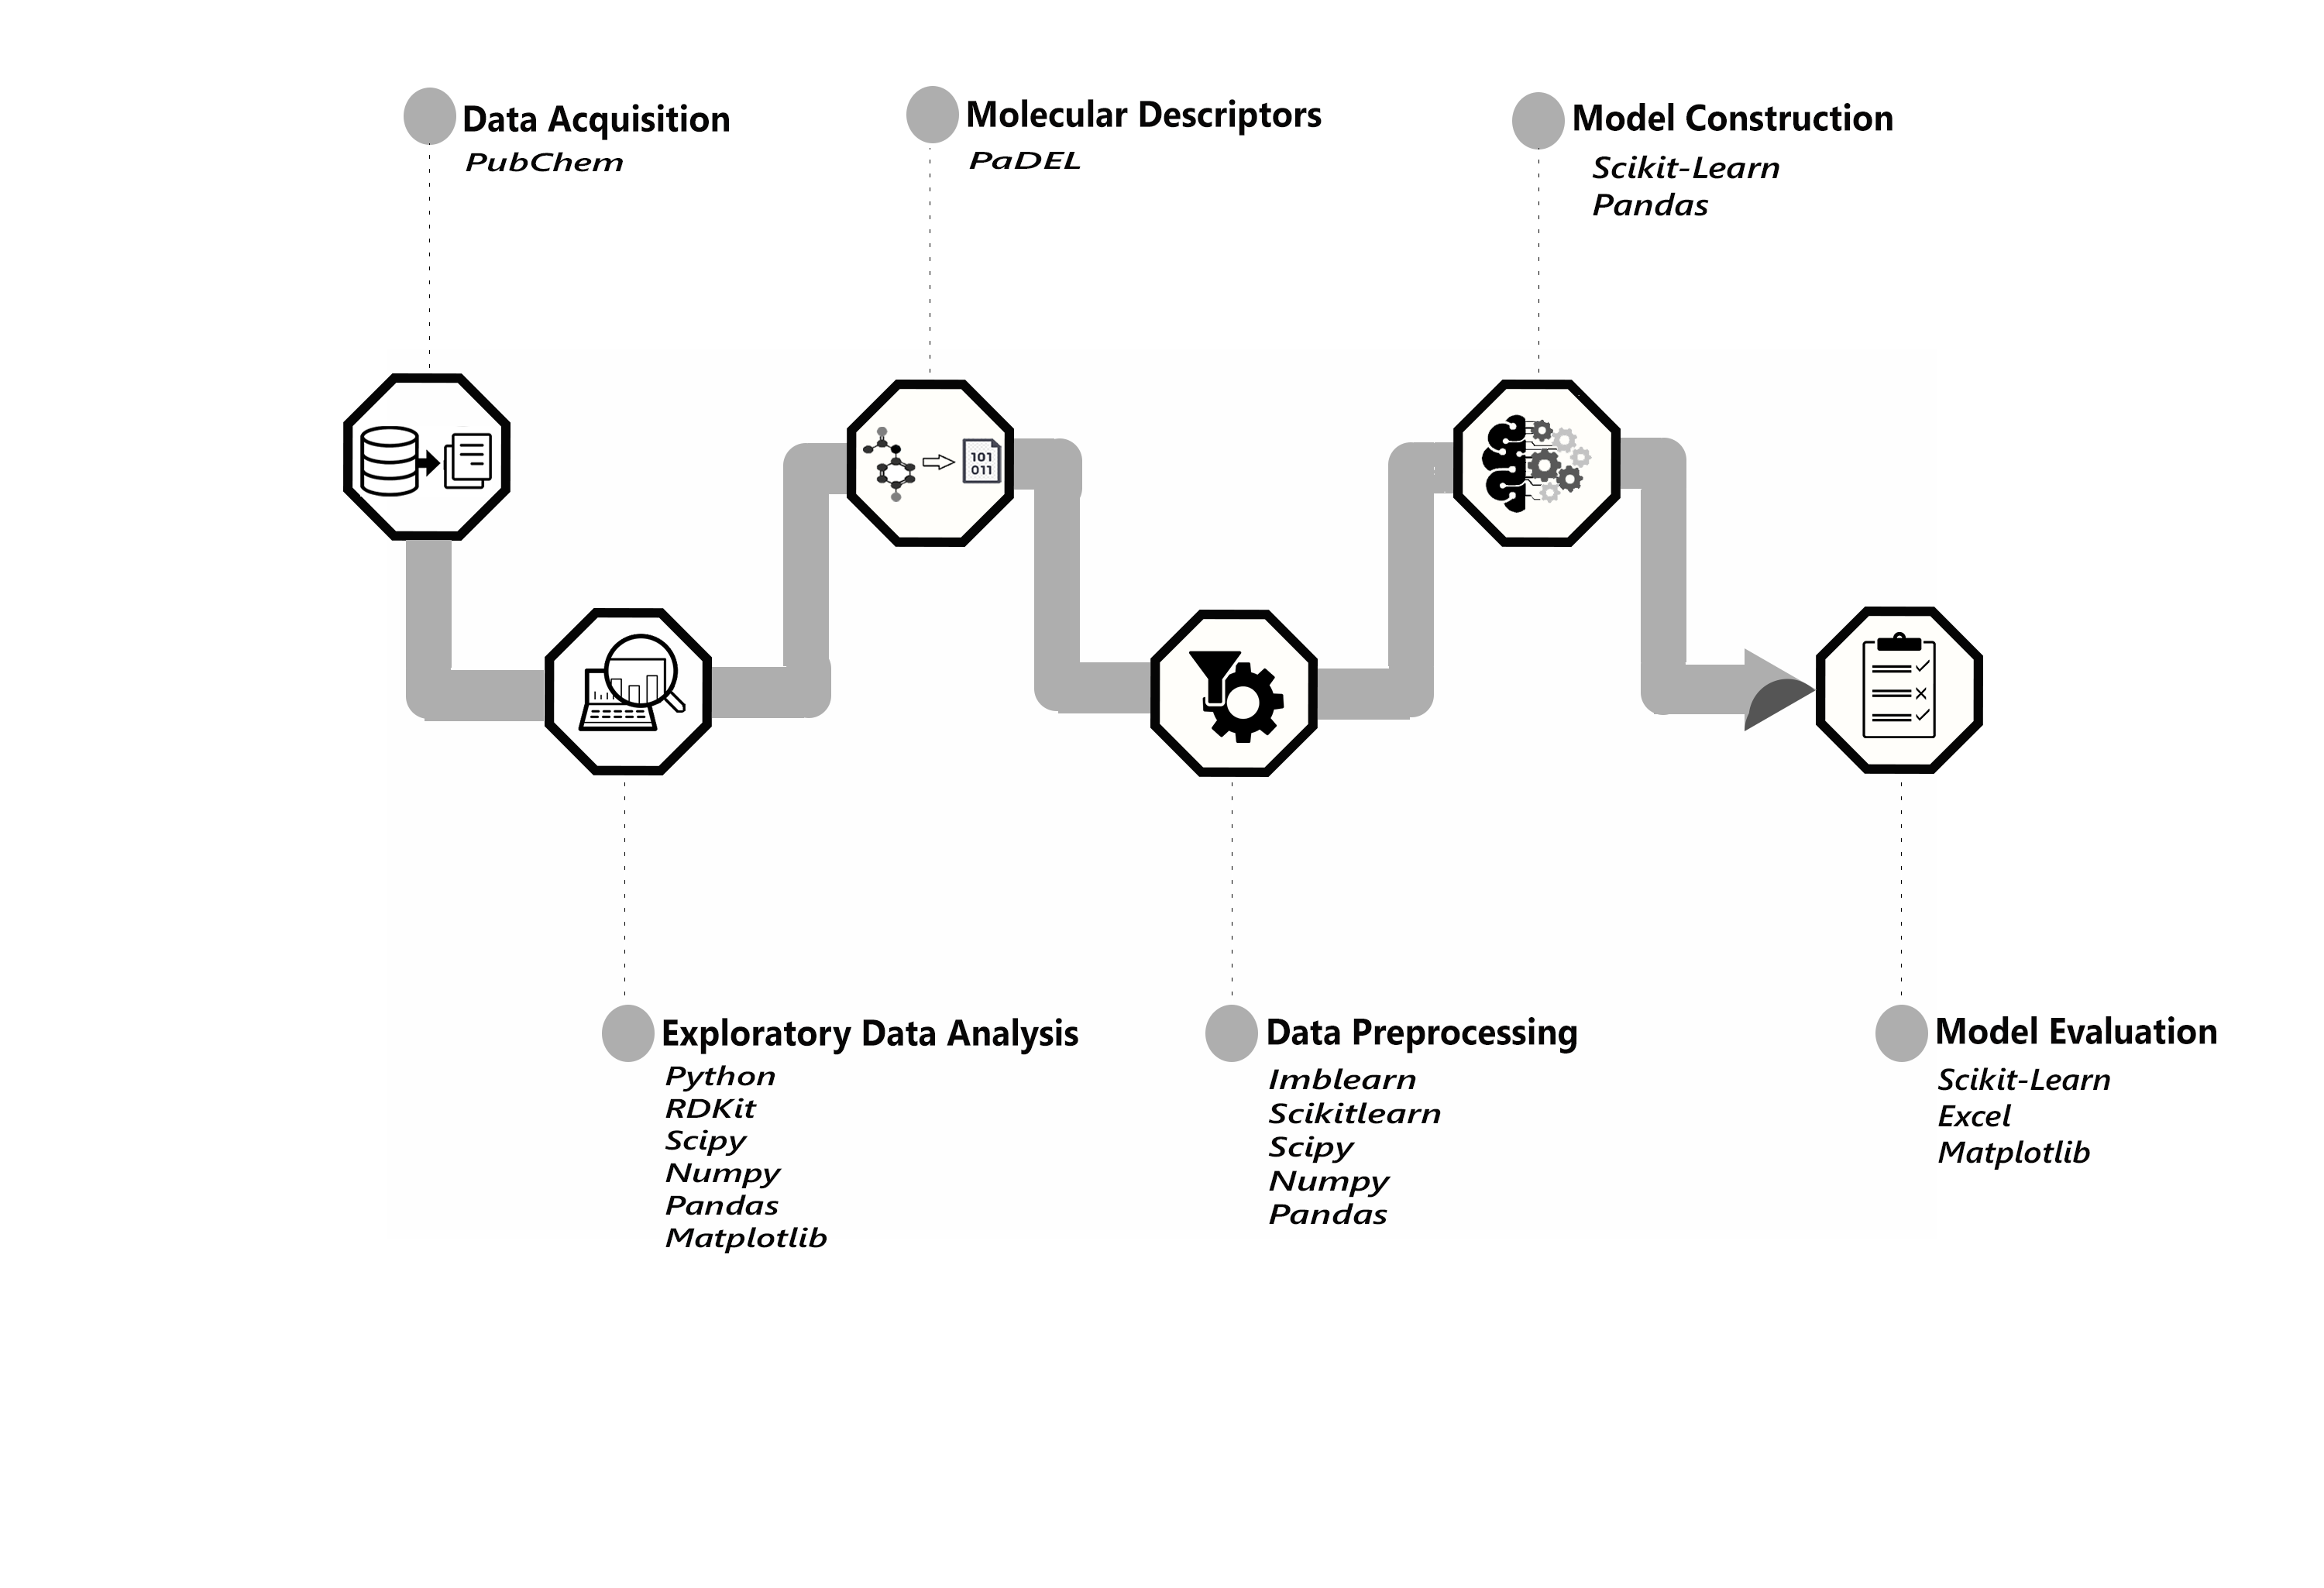 Data Acquisition
PubChem
Molecular Descriptors
PaDEL
Model Construction
Scikit-Learn
Pandas
101
011
Exploratory Data Analysis
Python
RDKit
Scipy
Numpy
Pandas
Matplotlib
Data Preprocessing
Imblearn
Scikitlearn
Scipy
Numpy
Pandas
Model Evaluation
Scikit-Learn
Excel
Matplotlib